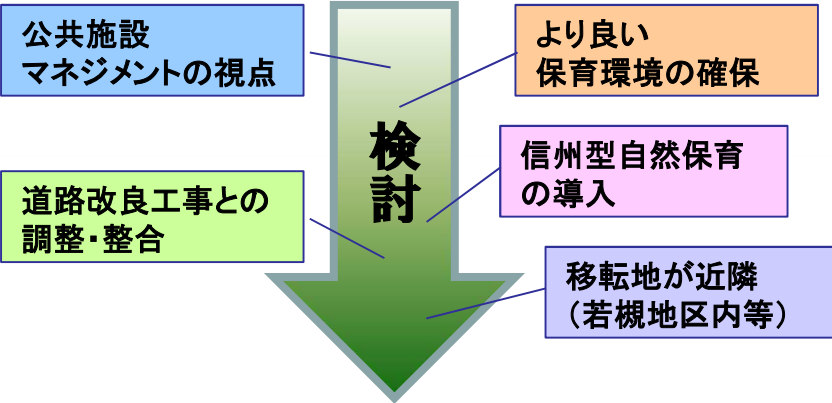 公共施設
マネジメントの視点
より良い
保育環境の確保
検討
信州型自然保育
の導入
道路改良工事との
調整・整合
移転地が近隣
（若槻地区内等）